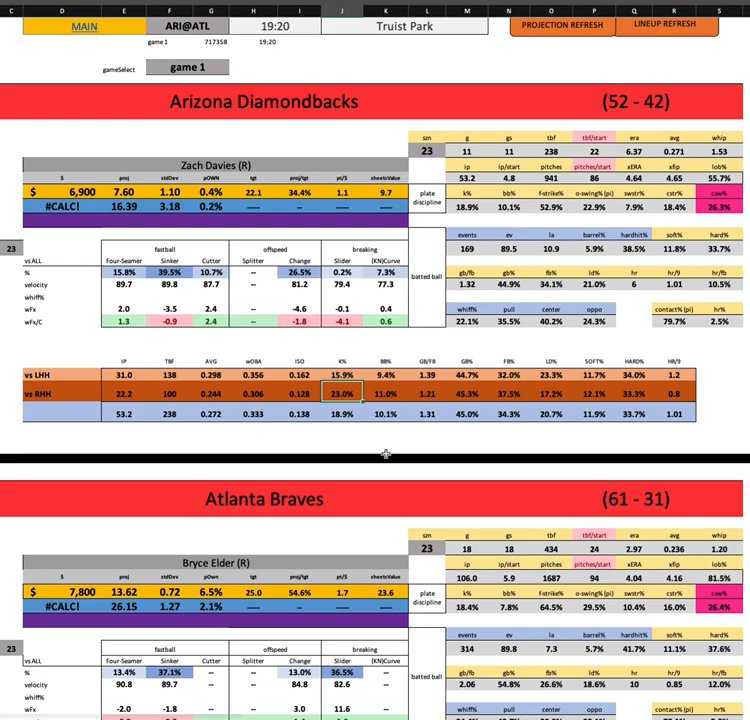 C D E F G H I J K L M N O P Q R S
MAIN ARI@ATL 19:20 Truist Park PROJECTION REFRESH LINEUP REFRESH
game 1 717358 19:20
gameSelect game 1
Arizona Diamondbacks (52 - 42)
szn g gs tbf tbf/start era avg whip
23 11 11 238 22 6.37 0.271 1.53
Zach Davies (R) ip ip/start pitches pitches/start xERA xfip lob%
$ proj stdDev pOWN tgt proj/tgt pt/$ sheetsValue 53.2 4.8 941 86 4.64 4.65 55.7%
$ 6,900 7.60 1.10 0.4% 22.1 34.4% 1.1 9.7 plate discipline k% bb% f-strike% o-swing% (pi) swstr% cstr% csw%
#CALC! 16.39 3.18 0.2% — -- — — 18.9% 10.1% 52.9% 22.9% 7.9% 18.4% 26.3%
events ev la barrel% hardhit% soft% hard%
23 fastball offspeed breaking 169 89.5 10.9 5.9% 38.5% 11.8% 33.7%
vs ALL Four-Seamer Sinker Cutter Splitter Change Slider (KN)Curve
% 15.8% 39.5% 10.7% -- 26.5% 0.2% 7.3% batted ball gb/fb gb% fb% ld% hr hr/9 hr/fb
velocity 89.7 89.8 87.7 -- 81.2 79.4 77.3 1.32 44.9% 34.1% 21.0% 6 1.01 10.5%
whiff%
wFx 2.0 -3.5 2.4 -- -4.6 -0.1 0.4 whiff% pull center oppo contact% (pi) hr%
wFx/C 1.3 -0.9 2.4 -- -1.8 -4.1 0.6 22.1% 35.5% 40.2% 24.3% 79.7% 2.5%
IP TBF AVG wOBA ISO K% BB% GB/FB GB% FB% LD% SOFT% HARD% HR/9
vs LHH 31.0 138 0.298 0.356 0.162 15.9% 9.4% 1.39 44.7% 32.0% 23.3% 11.7% 34.0% 1.2
vs RHH 22.2 100 0.244 0.306 0.128 23.0% 11.0% 1.21 45.3% 37.5% 17.2% 12.1% 33.3% 0.8
53.2 238 0.272 0.333 0.138 18.9% 10.1% 1.31 45.0% 34.3% 20.7% 11.9% 33.7% 1.01
Atlanta Braves (61 - 31)
szn g gs tbf tbf/start era avg whip
23 18 18 434 24 2.97 0.236 1.20
Bryce Elder (R) ip ip/start pitches pitches/start xERA xfip lob%
$ proj stdDev pOwn tgt proj/tgt pt/$ sheetsValue 106.0 5.9 1687 94 4.04 4.16 81.5%
$ 7,800 13.62 0.72 6.5% 25.0 54.6% 1.7 23.6 plate discipline k% bb% f-strike% o-swing% (pi) swstr% cstr% csw%
#CALC! 26.15 1.27 2.1% — -- — — 18.4% 7.8% 64.5% 29.5% 10.4% 16.0% 26.4%
events ev la barrel% hardhit% soft% hard%
23 fastball offspeed breaking 314 89.8 7.3 5.7% 41.7% 11.1% 37.6%
vs ALL Four-Seamer Sinker Cutter Splitter Change Slider (KN)Curve
% 13.4% 37.1% -- 13.0% 36.5% batted ball gb/fb gb% fb% ld% hr hr/9 hr/fb
velocity 90.8 89.7 -- 84.8 82.6 2.06 54.8% 26.6% 18.6% 10 0.85 12.0%
whiff%
wFx -2.0 -1.8 -- 3.0 11.6 whiff% pull center oppo contact% (pi) hr%